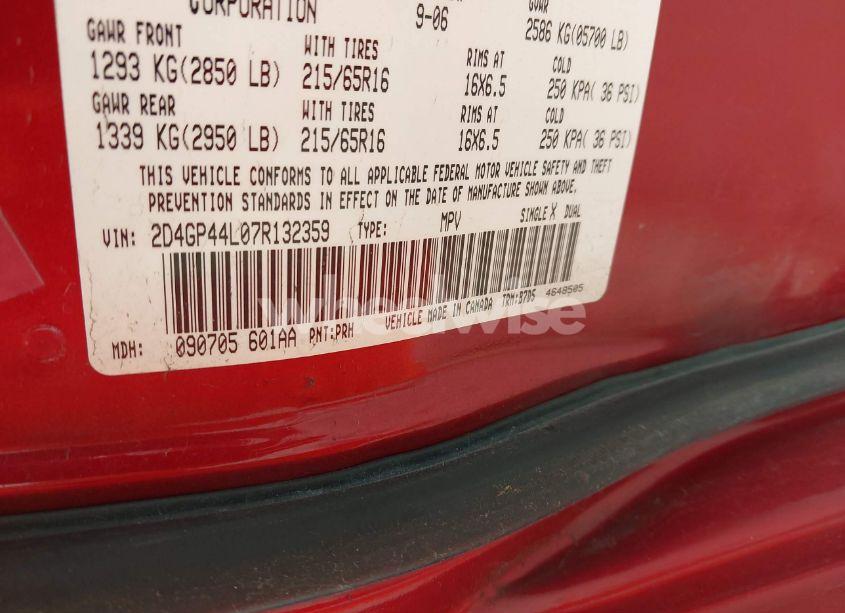 CORPORATION 9-06 GVWR
2586 KG(05700 LB)
GAWR FRONT WITH TIRES RIMS AT COLD
1293 KG(2850 LB) 215/65R16 16X6.5 250 KPA( 36 PSI)
GAWR REAR WITH TIRES RIMS AT COLD
1339 KG(2950 LB) 215/65R16 16X6.5 250 KPA( 36 PSI)
THIS VEHICLE CONFORMS TO ALL APPLICABLE FEDERAL MOTOR VEHICLE SAFETY AND THEFT
PREVENTION STANDARDS IN EFFECT ON THE DATE OF MANUFACTURE SHOWN ABOVE.
VIN: 2D4GP44L07R132359 TYPE: MPV SINGLE X DUAL
MDH: 090705 601AA PNT:PRH VEHICLE MADE IN CANADA TRM:B7D5 4648505
wheelwise